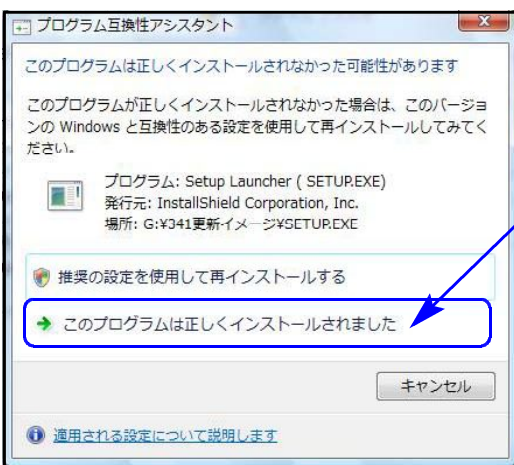 プログラム互換性アシスタント
このプログラムは正しくインストールされなかった可能性があります
このプログラムが正しくインストールされなかった場合は、このバージョ
ンの Windows と互換性のある設定を使用して再インストールしてみてく
ださい。
プログラム: Setup Launcher ( SETUP.EXE)
発行元: InstallShield Corporation, Inc.
場所: G:¥341更新イメージ¥SETUP.EXE
推奨の設定を使用して再インストールする
このプログラムは正しくインストールされました
キャンセル
適用される設定について説明します